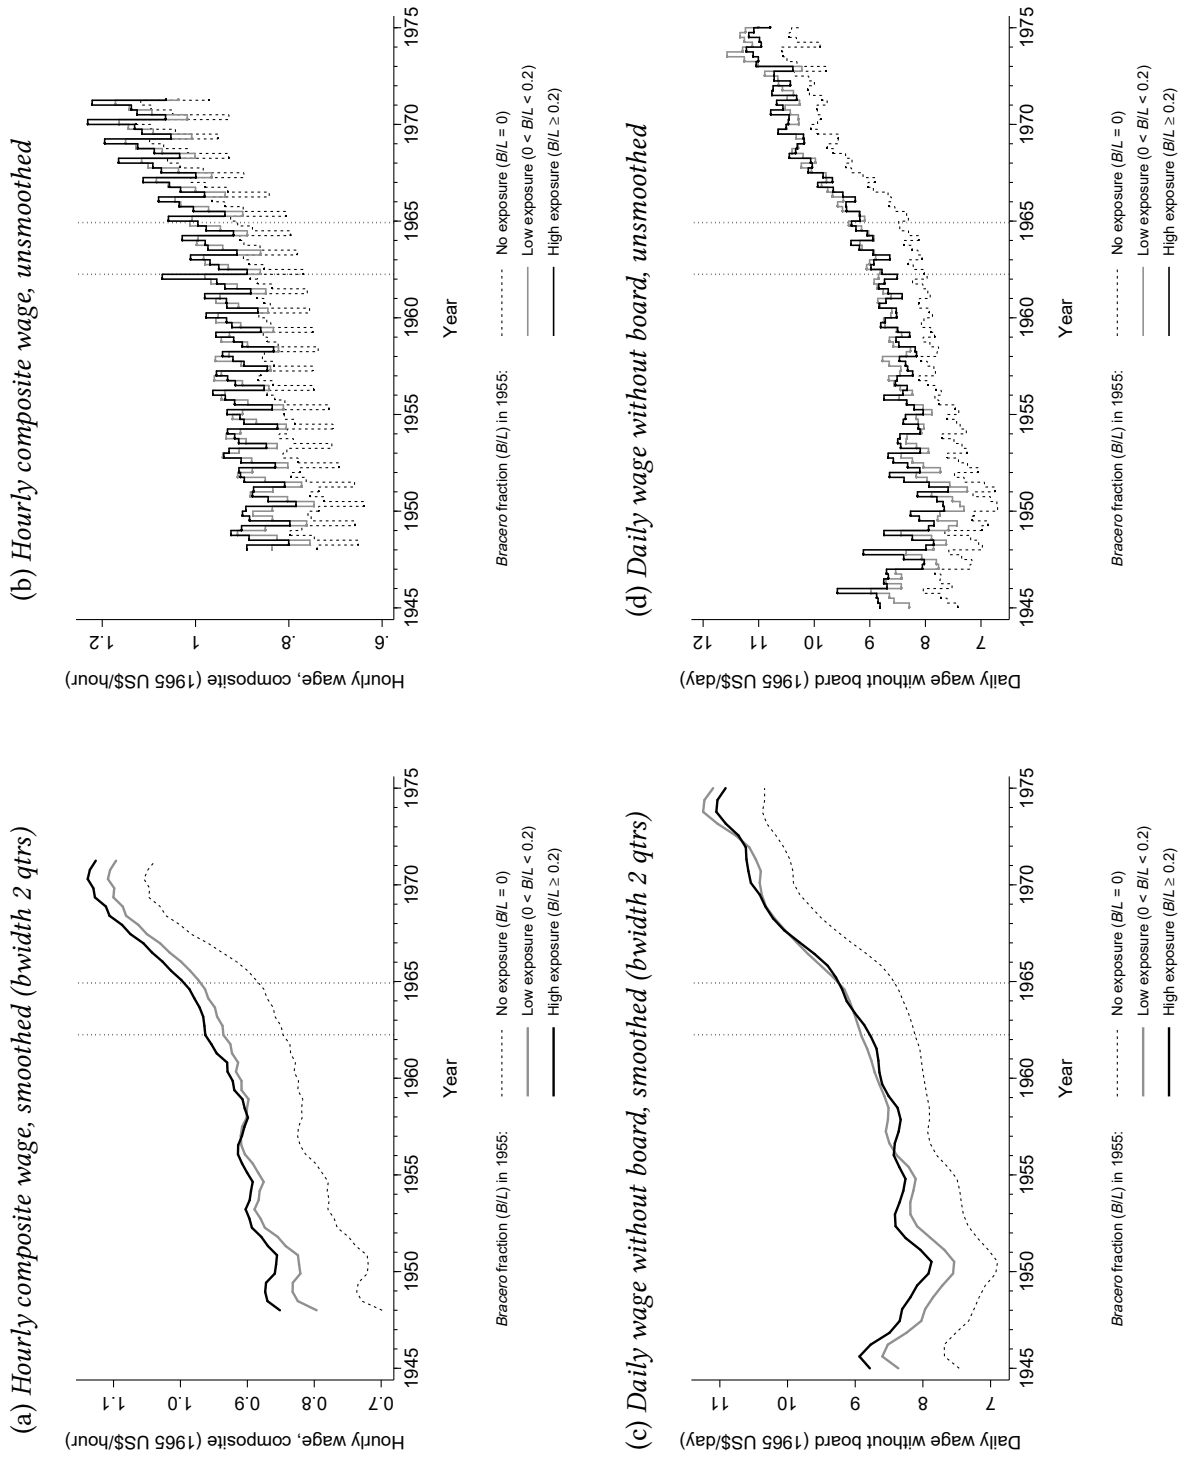 (a) Hourly composite wage, smoothed (bwidth 2 qtrs)
Hourly wage, composite (1965 US$/hour)
1.1
1.0
0.9
0.8
0.7
1945 1950 1955 1960 1965 1970 1975
Year
Bracero fraction (B/L) in 1955:
No exposure (B/L = 0)
Low exposure (0 < B/L < 0.2)
High exposure (B/L ≥ 0.2)
(b) Hourly composite wage, unsmoothed
Hourly wage, composite (1965 US$/hour)
1.2
1
.8
.6
1945 1950 1955 1960 1965 1970 1975
Year
Bracero fraction (B/L) in 1955:
No exposure (B/L = 0)
Low exposure (0 < B/L < 0.2)
High exposure (B/L ≥ 0.2)
(c) Daily wage without board, smoothed (bwidth 2 qtrs)
Daily wage without board (1965 US$/day)
11
10
9
8
7
1945 1950 1955 1960 1965 1970 1975
Year
Bracero fraction (B/L) in 1955:
No exposure (B/L = 0)
Low exposure (0 < B/L < 0.2)
High exposure (B/L ≥ 0.2)
(d) Daily wage without board, unsmoothed
Daily wage without board (1965 US$/day)
12
11
10
9
8
7
1945 1950 1955 1960 1965 1970 1975
Year
Bracero fraction (B/L) in 1955:
No exposure (B/L = 0)
Low exposure (0 < B/L < 0.2)
High exposure (B/L ≥ 0.2)